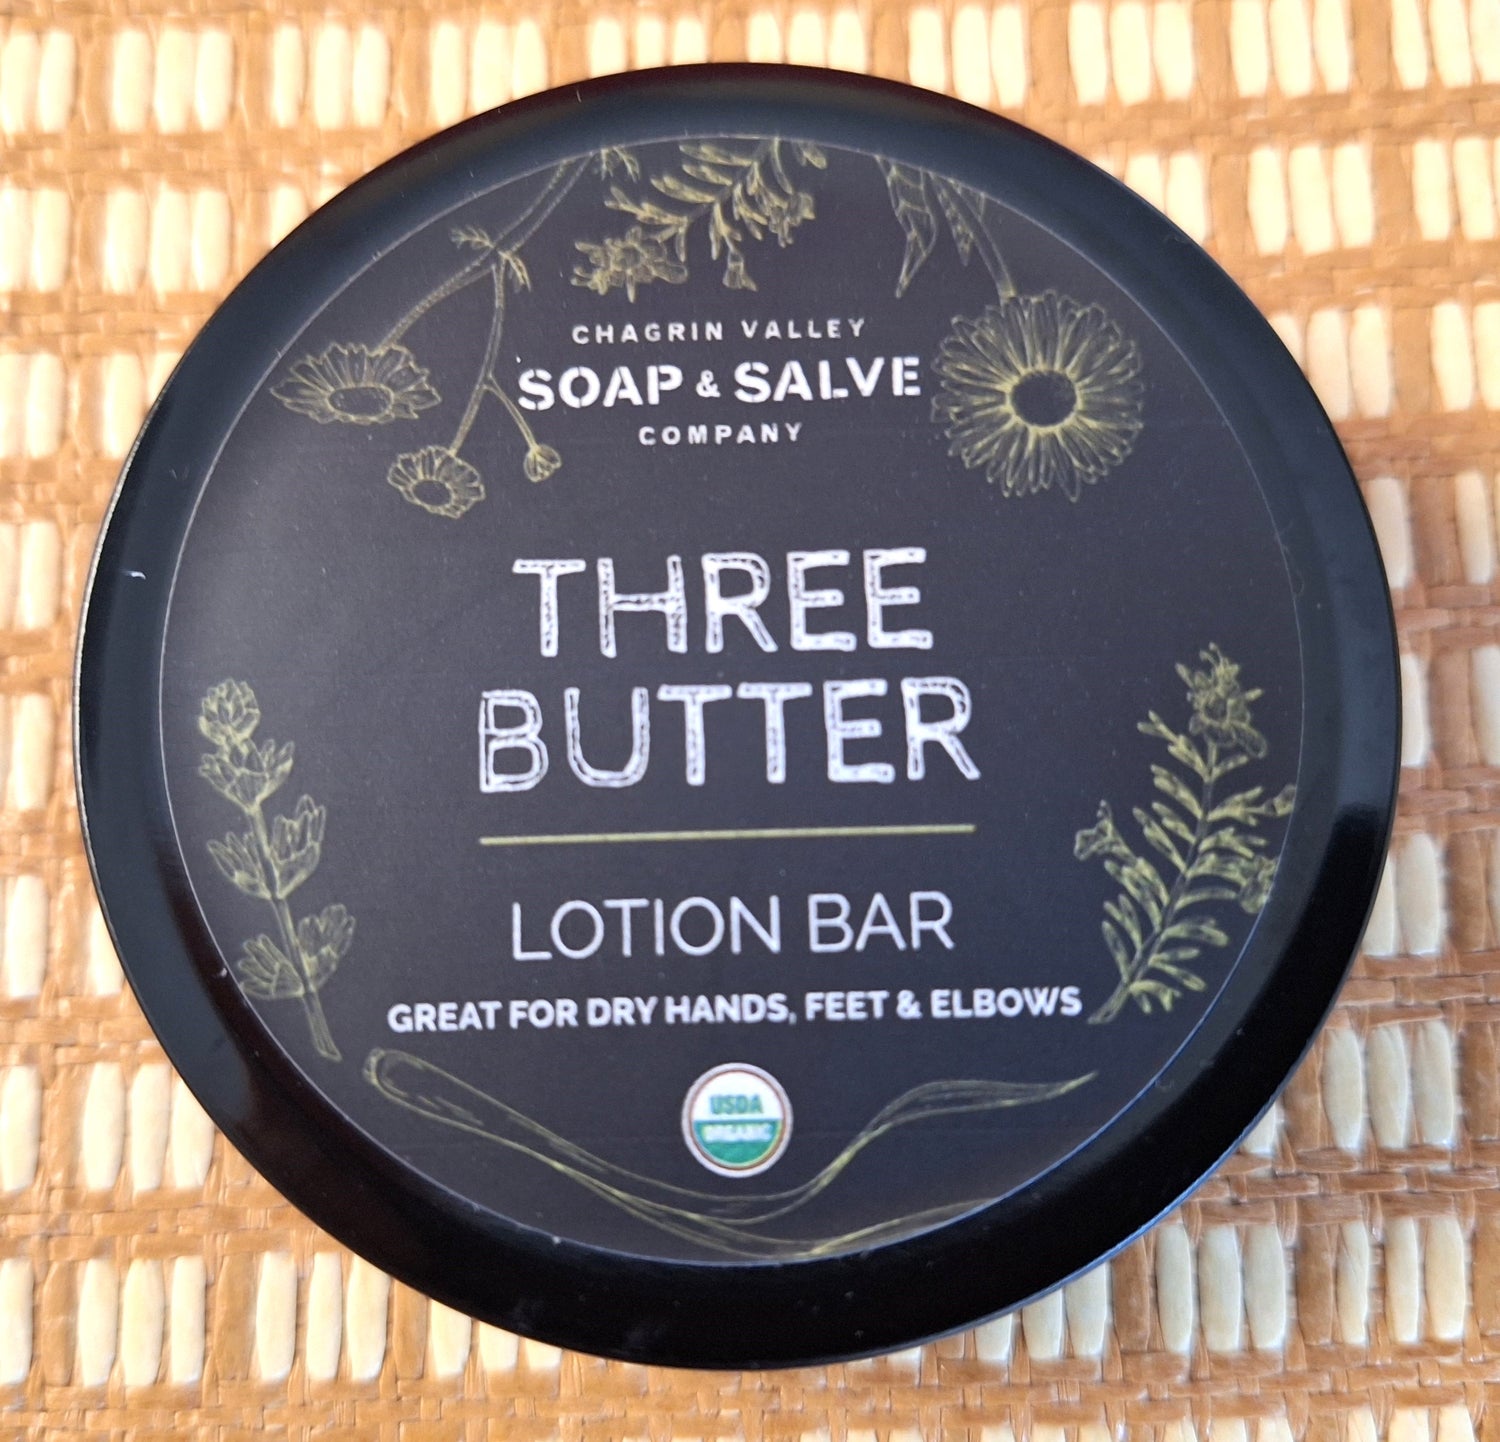 CHAGRIN VALLEY
SOAP & SALVE
COMPANY
THREE
BUTTER
LOTION BAR
GREAT FOR DRY HANDS, FEET & ELBOWS
USDA
ORGANIC